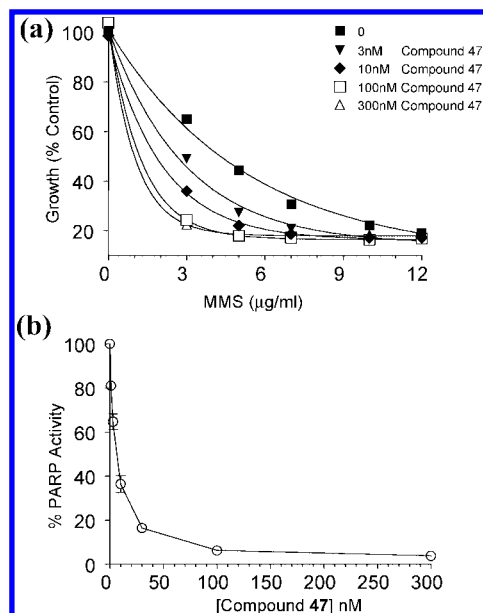 (a)
100
80
60
40
20
Growth (% Control)
0
3
6
9
12
MMS (µg/ml)
0
3nM Compound 47
10nM Compound 47
100nM Compound 47
300nM Compound 47
(b)
100
80
60
40
20
0
% PARP Activity
0
50
100
150
200
250
300
[Compound 47] nM